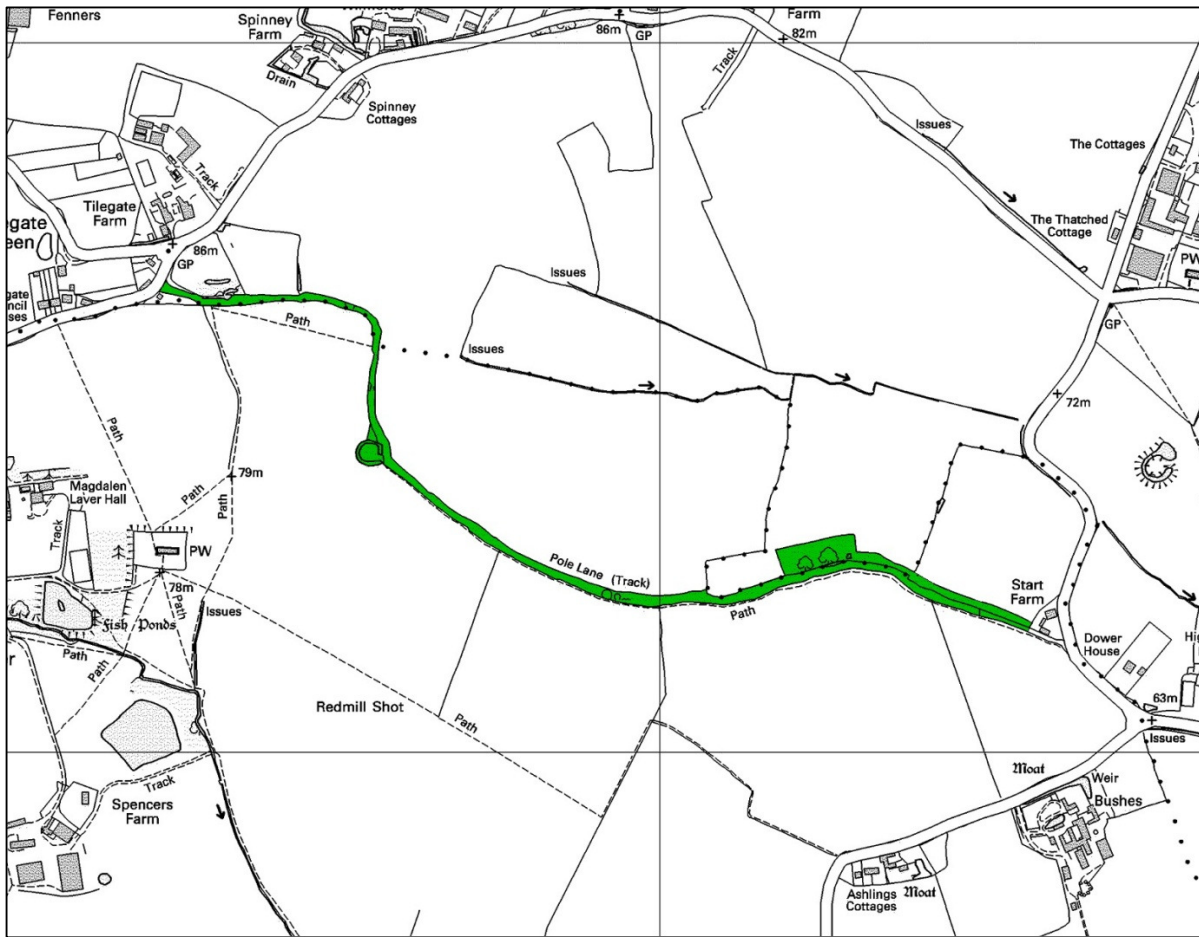 Fenners
Spinney
Farm
86m
GP
Farm
82m
Track
Drain
Spinney
Cottages
Issues
The Cottages
Track
Tilegate
Farm
The Thatched
Cottage
PW
86m
GP
Issues
GP
Path
Issues
72m
Path
79m
Magdalen
Laver Hall
Path
Path
Track
PW
Pole Lane (Track)
78m
Path
Start
Farm
Issues
Path
Fish Ponds
Path
Path
Dower
House
63m
Redmill Shot
Path
Issues
Moat
Weir
Bushes
Track
Spencers
Farm
Ashlings
Cottages
Moat